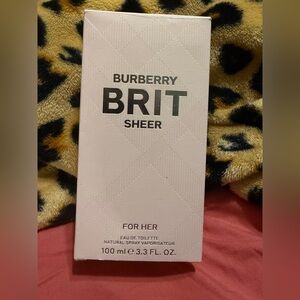 BURBERRY
BRIT
SHEER
FOR HER
EAU DE TOILETTE
NATURAL SPRAY VAPORISATEUR
100 ml ℮ 3.3 FL. OZ.